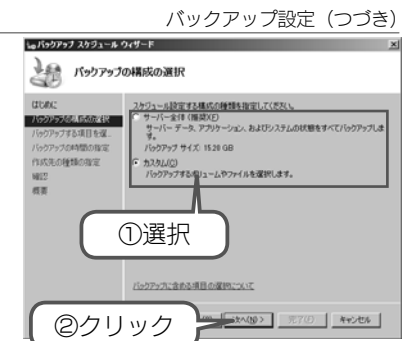 バックアップ設定（つづき）
バックアップ スケジュール ウィザード
バックアップの構成の選択
はじめに
バックアップの構成の選択
バックアップする項目を選...
バックアップの時間の指定
作成先の種類の指定
確認
概要
スケジュール設定する構成の種類を指定してください。
サーバー全体 (推奨)(E)
サーバー データ、アプリケーション、およびシステムの状態をすべてバックアップします。
バックアップ サイズ: 15.28 GB
カスタム(C)
バックアップするボリュームやファイルを選択します。
①選択
バックアップに含める項目の選択について
②クリック
次へ(N) >
完了(F)
キャンセル